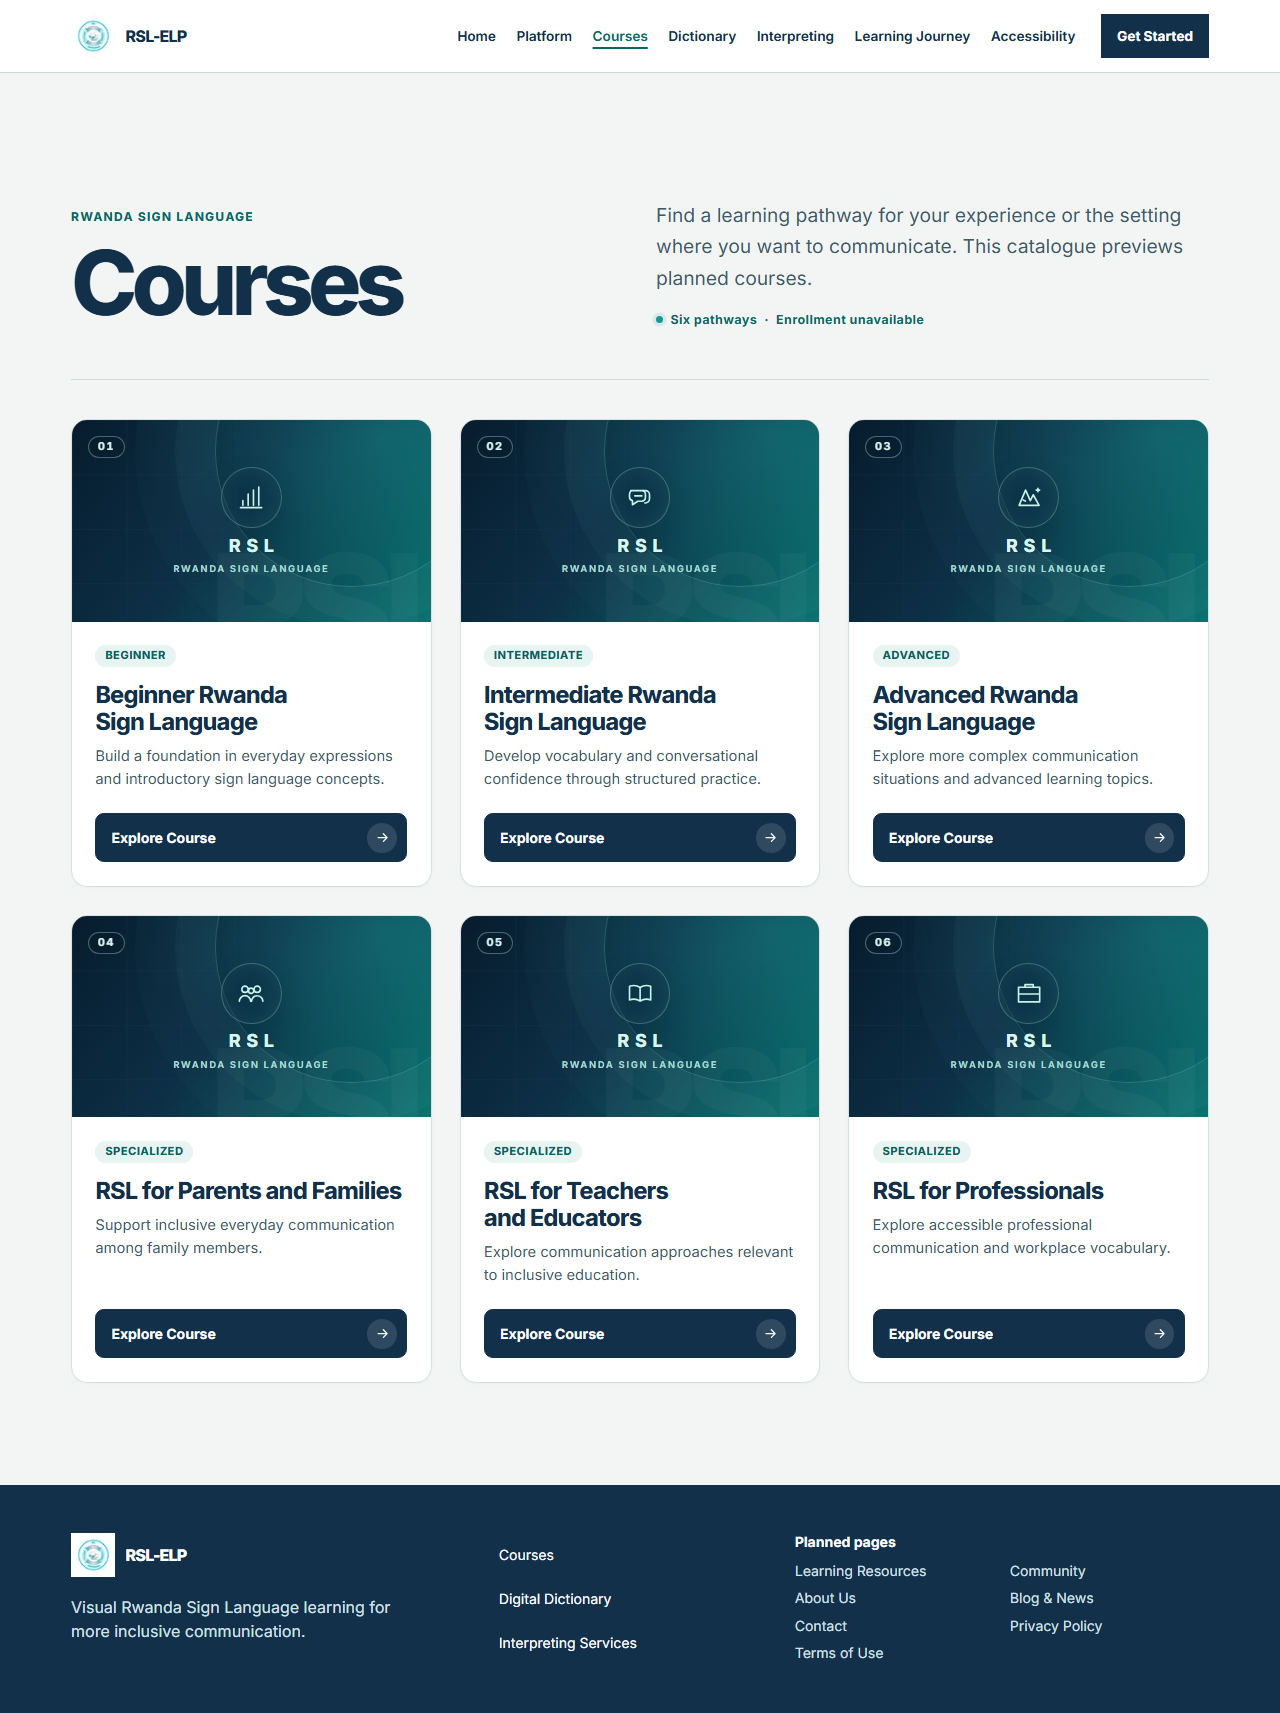 RSL-ELP
Home
Platform
Courses
Dictionary
Interpreting
Learning Journey
Accessibility
Get Started
RWANDA SIGN LANGUAGE
Courses
Find a learning pathway for your experience or the setting
where you want to communicate. This catalogue previews
planned courses.
Six pathways · Enrollment unavailable
01
RSL
RWANDA SIGN LANGUAGE
BEGINNER
Beginner Rwanda
Sign Language
Build a foundation in everyday expressions
and introductory sign language concepts.
Explore Course
02
RSL
RWANDA SIGN LANGUAGE
INTERMEDIATE
Intermediate Rwanda
Sign Language
Develop vocabulary and conversational
confidence through structured practice.
Explore Course
03
RSL
RWANDA SIGN LANGUAGE
ADVANCED
Advanced Rwanda
Sign Language
Explore more complex communication
situations and advanced learning topics.
Explore Course
04
RSL
RWANDA SIGN LANGUAGE
SPECIALIZED
RSL for Parents and Families
Support inclusive everyday communication
among family members.
Explore Course
05
RSL
RWANDA SIGN LANGUAGE
SPECIALIZED
RSL for Teachers
and Educators
Explore communication approaches relevant
to inclusive education.
Explore Course
06
RSL
RWANDA SIGN LANGUAGE
SPECIALIZED
RSL for Professionals
Explore accessible professional
communication and workplace vocabulary.
Explore Course
RSL-ELP
Visual Rwanda Sign Language learning for
more inclusive communication.
Courses
Digital Dictionary
Interpreting Services
Planned pages
Learning Resources
Community
About Us
Blog & News
Contact
Privacy Policy
Terms of Use